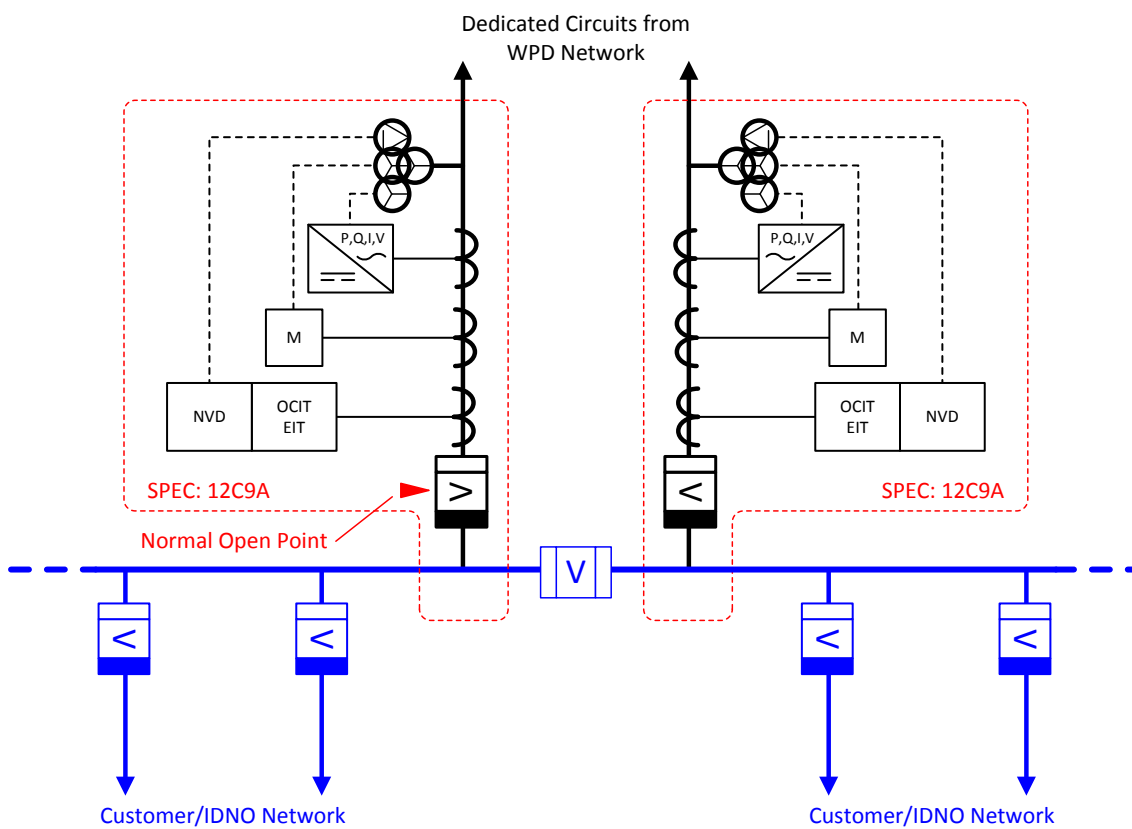 Dedicated Circuits from
WPD Network
P,Q,I,V
P,Q,I,V
M
M
NVD
OCIT
EIT
OCIT
EIT
NVD
SPEC: 12C9A
SPEC: 12C9A
Normal Open Point
V
Customer/IDNO Network
Customer/IDNO Network